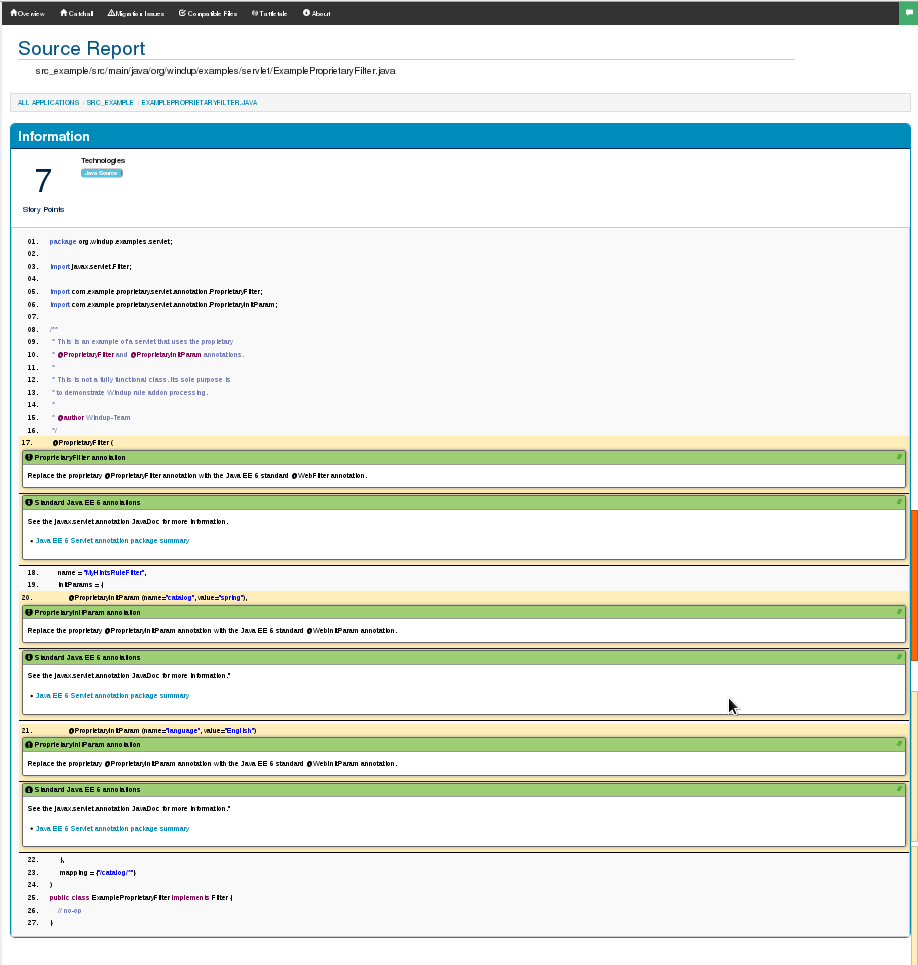 Overview Catchall Migration Issues Compatible Files Tattletale About
Source Report
src_example/src/main/java/org/windup/examples/servlet/ExampleProprietaryFilter.java
ALL APPLICATIONS / SRC_EXAMPLE / EXAMPLEPROPRIETARYFILTER.JAVA
Information
7
Story Points
Technologies
Java Source
01. package org.windup.examples.servlet;
02.
03. import javax.servlet.Filter;
04.
05. import com.example.proprietary.servlet.annotation.ProprietaryFilter;
06. import com.example.proprietary.servlet.annotation.ProprietaryInitParam;
07.
08. /**
09. * This is an example of a servlet that uses the propietary
10. * @ProprietaryFilter and @ProprietaryInitParam annotations.
11. *
12. * This is not a fully functional class. Its sole purpose is
13. * to demonstrate Windup rule addon processing.
14. *
15. * @author Windup-Team
16. */
17. @ProprietaryFilter (
ProprietaryFilter annotation
Replace the proprietary @ProprietaryFilter annotation with the Java EE 6 standard @WebFilter annotation.
Standard Java EE 6 annotations
See the javax.servlet.annotation JavaDoc for more information.
• Java EE 6 Servlet annotation package summary
18. name = "MyHintsRuleFilter",
19. initParams = {
20. @ProprietaryInitParam (name="catalog", value="spring"),
ProprietaryInitParam annotation
Replace the proprietary @ProprietaryInitParam annotation with the Java EE 6 standard @WebInitParam annotation.
Standard Java EE 6 annotations
See the javax.servlet.annotation JavaDoc for more information."
• Java EE 6 Servlet annotation package summary
21. @ProprietaryInitParam (name="language", value="English")
ProprietaryInitParam annotation
Replace the proprietary @ProprietaryInitParam annotation with the Java EE 6 standard @WebInitParam annotation.
Standard Java EE 6 annotations
See the javax.servlet.annotation JavaDoc for more information."
• Java EE 6 Servlet annotation package summary
22. },
23. mapping = {"/catalog/*"}
24. )
25. public class ExampleProprietaryFilter implements Filter {
26. // no-op
27. }